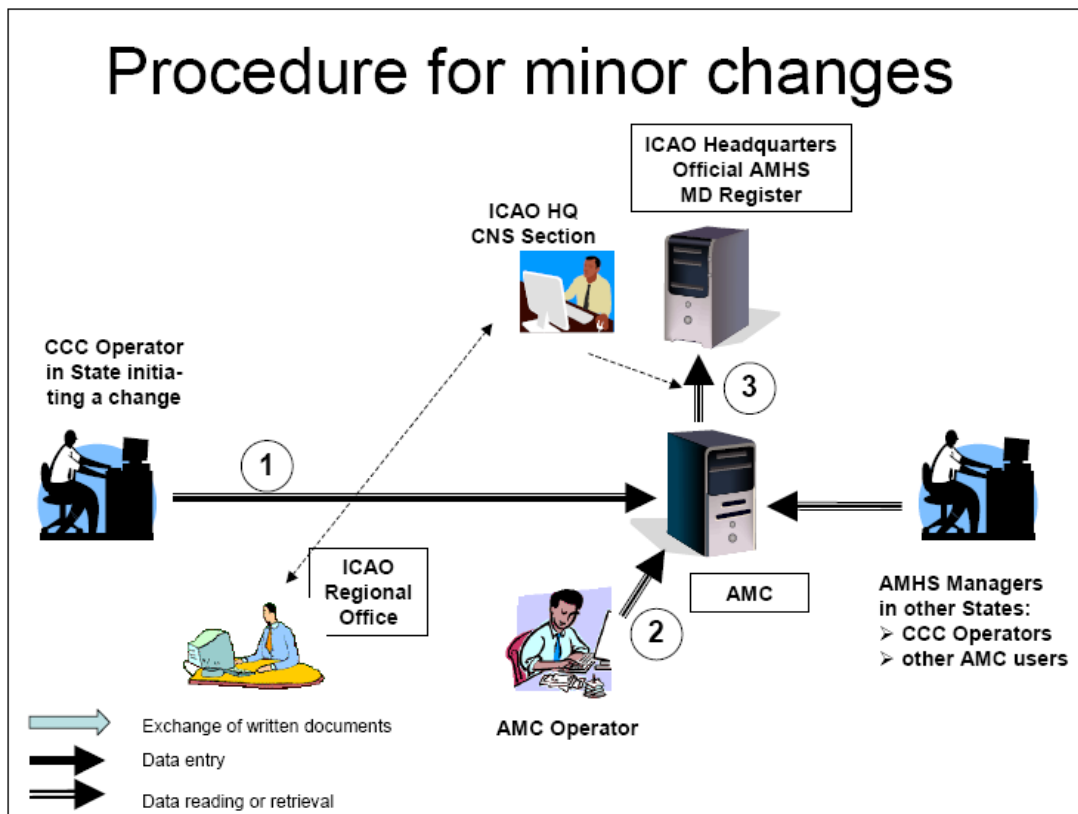 Procedure for minor changes
ICAO Headquarters
Official AMHS
MD Register
ICAO HQ
CNS Section
CCC Operator
in State initia-
ting a change
3
1
ICAO
Regional
Office
AMC
2
AMHS Managers
in other States:
➢ CCC Operators
➢ other AMC users
AMC Operator
Exchange of written documents
Data entry
Data reading or retrieval